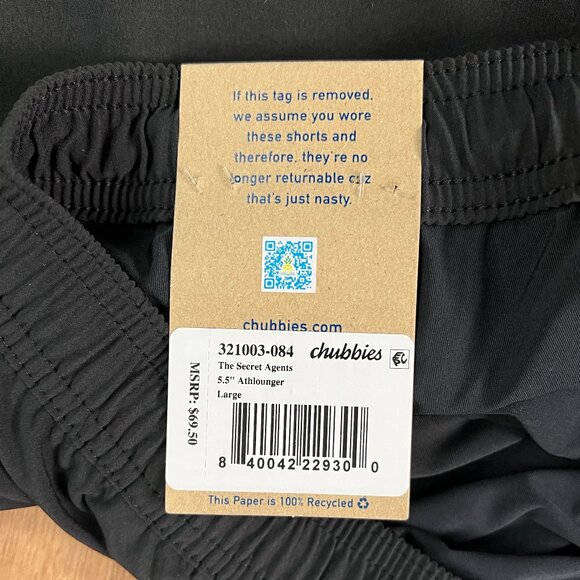 If this tag is removed,
we assume you wore
these shorts and
therefore, they're no
longer returnable cuz
that's just nasty.
chubbies.com
321003-084 chubbies
The Secret Agents
5.5" Athlounger
Large
MSRP: $69.50
8 40042 22930 0
This Paper is 100% Recycled